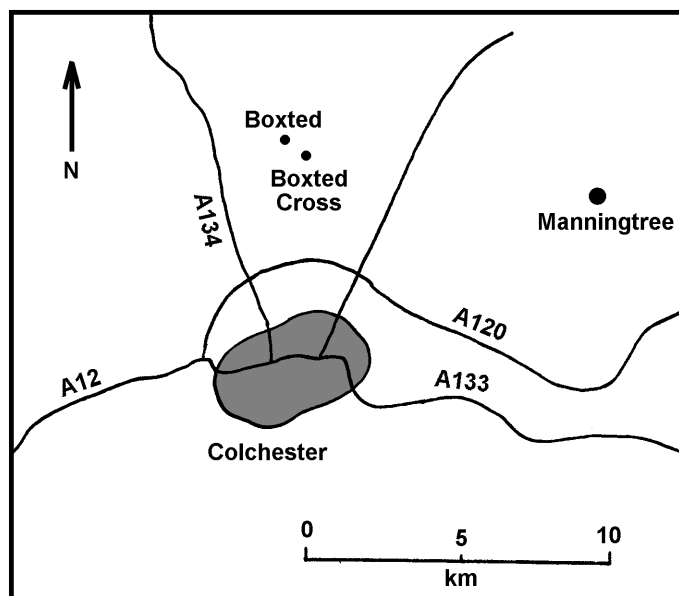 Boxted
Boxted
Cross
N
A134
Manningtree
A120
A12
A133
Colchester
0
5
10
km